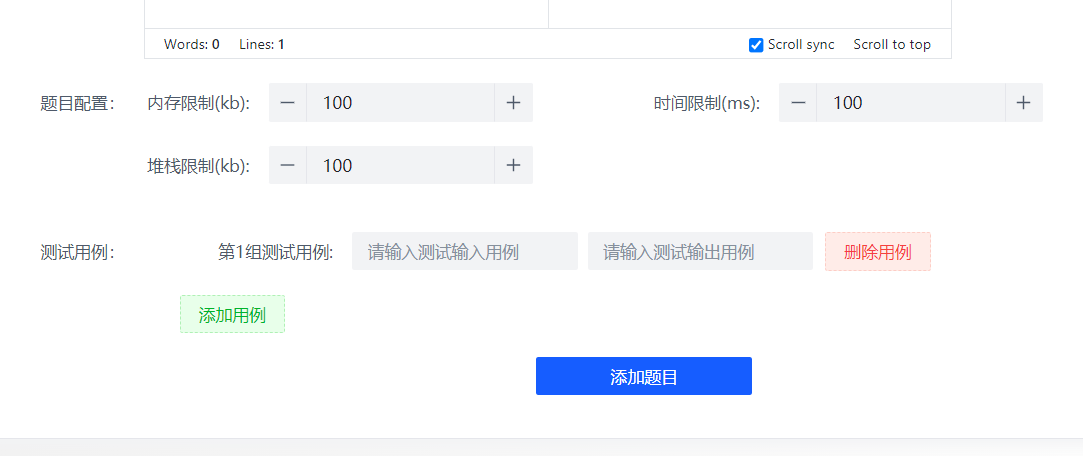 Words: 0 Lines: 1 Scroll sync Scroll to top
题目配置： 内存限制(kb): 100 时间限制(ms): 100
堆栈限制(kb): 100
测试用例： 第1组测试用例: 请输入测试输入用例 请输入测试输出用例 删除用例
添加用例
添加题目